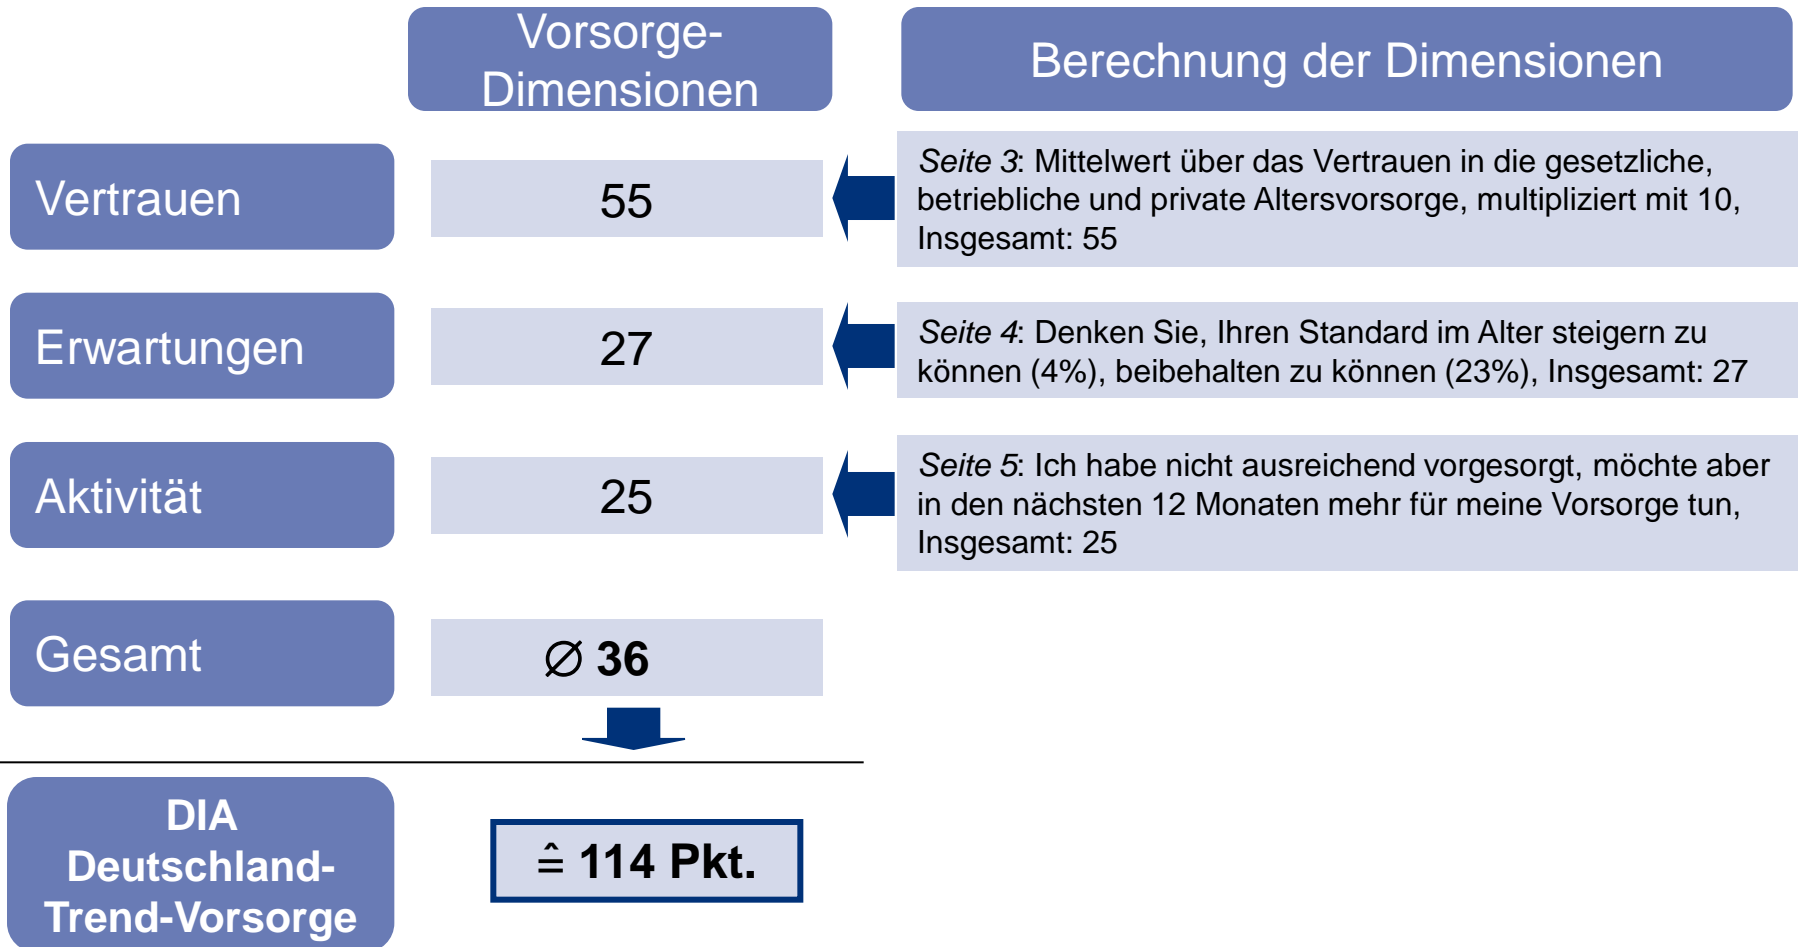 Vorsorge-
Dimensionen
Berechnung der Dimensionen
Vertrauen
55
Seite 3: Mittelwert über das Vertrauen in die gesetzliche,
betriebliche und private Altersvorsorge, multipliziert mit 10,
Insgesamt: 55
Erwartungen
27
Seite 4: Denken Sie, Ihren Standard im Alter steigern zu
können (4%), beibehalten zu können (23%), Insgesamt: 27
Aktivität
25
Seite 5: Ich habe nicht ausreichend vorgesorgt, möchte aber
in den nächsten 12 Monaten mehr für meine Vorsorge tun,
Insgesamt: 25
Gesamt
∅ 36
DIA
Deutschland-
Trend-Vorsorge
≙ 114 Pkt.